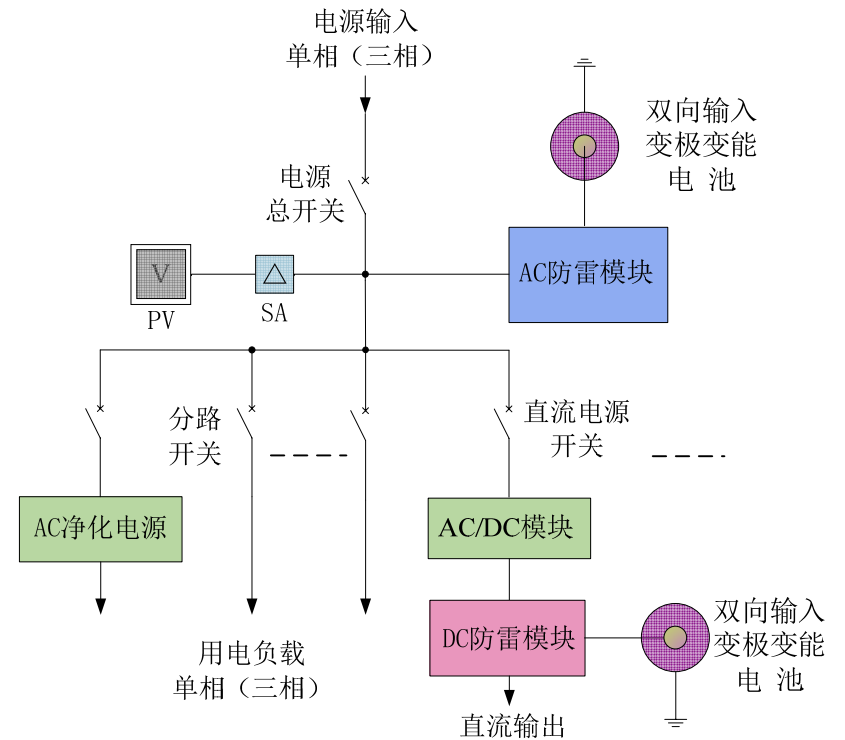 电源输入
单相（三相）
双向输入
变极变能
电 池
电源
总开关
V
PV
SA
AC防雷模块
分路
开关
直流电源
开关
AC净化电源
AC/DC模块
DC防雷模块
双向输入
变极变能
电 池
用电负载
单相（三相）
直流输出